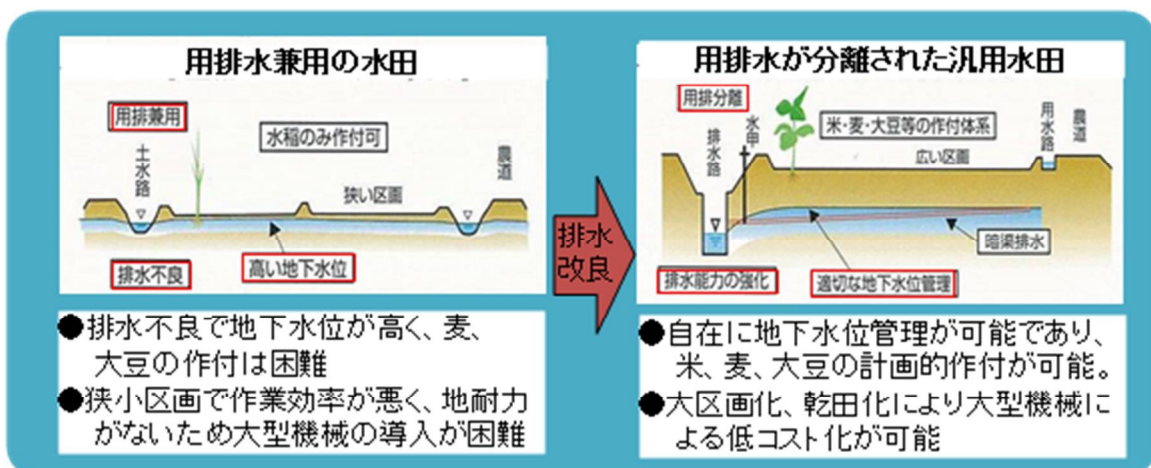 用排水兼用の水田
用排兼用
水稲のみ作付可
土水路
農道
狭い区画
排水不良
高い地下水位
●排水不良で地下水位が高く、麦、
大豆の作付は困難
●狭小区画で作業効率が悪く、地耐力
がないため大型機械の導入が困難
排水
改良
用排水が分離された汎用水田
用排分離
排水路
水甲
米・麦・大豆等の作付体系
用水路
農道
広い区画
暗渠排水
排水能力の強化
適切な地下水位管理
●自在に地下水位管理が可能であり、
米、麦、大豆の計画的作付が可能。
●大区画化、乾田化により大型機械に
よる低コスト化が可能